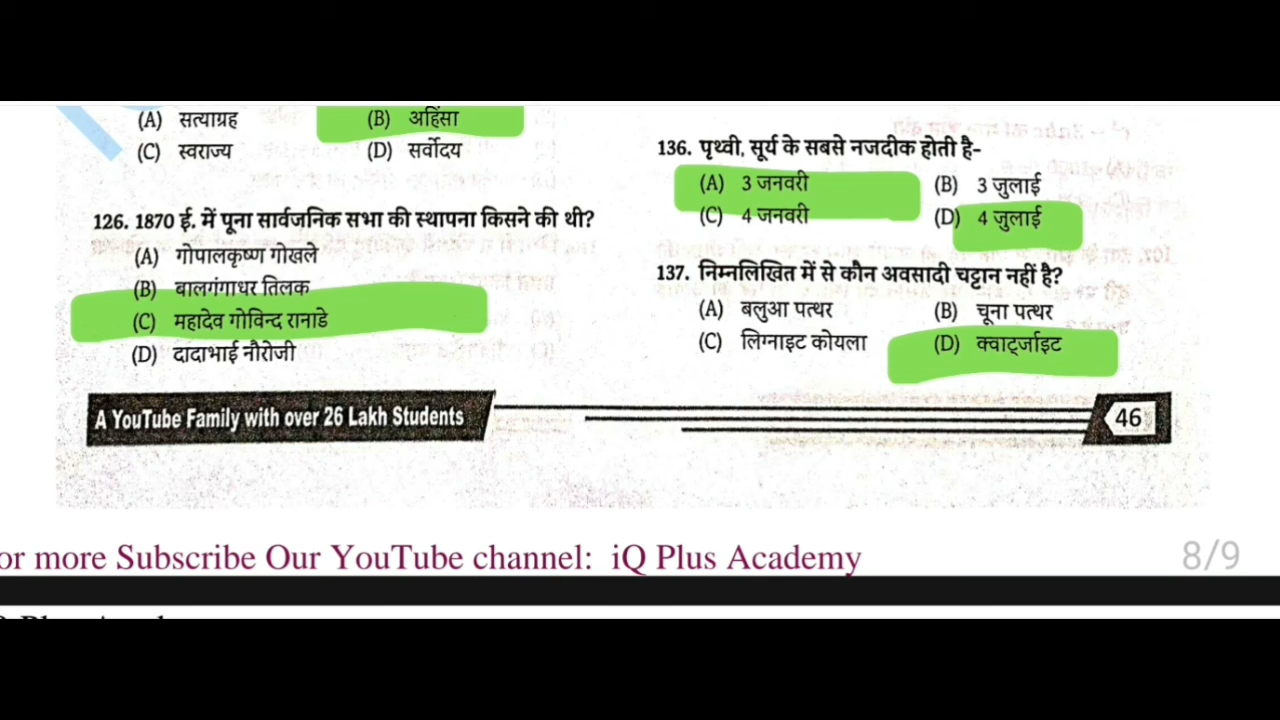 (A) सत्याग्रह (B) अहिंसा
(C) स्वराज्य (D) सर्वोदय
126. 1870 ई. में पूना सार्वजनिक सभा की स्थापना किसने की थी?
(A) गोपालकृष्ण गोखले
(B) बालगंगाधर तिलक
(C) महादेव गोविन्द रानाडे
(D) दादाभाई नौरोजी
136. पृथ्वी, सूर्य के सबसे नजदीक होती है-
(A) 3 जनवरी (B) 3 जुलाई
(C) 4 जनवरी (D) 4 जुलाई
137. निम्नलिखित में से कौन अवसादी चट्टान नहीं है?
(A) बलुआ पत्थर (B) चूना पत्थर
(C) लिग्नाइट कोयला (D) क्वार्ट्जाइट
A YouTube Family with over 26 Lakh Students
46
or more Subscribe Our YouTube channel: iQ Plus Academy
8/9